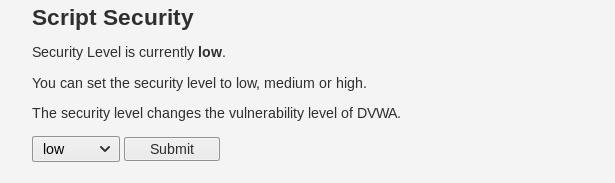 Script Security
Security Level is currently low.
You can set the security level to low, medium or high.
The security level changes the vulnerability level of DVWA.
low Submit